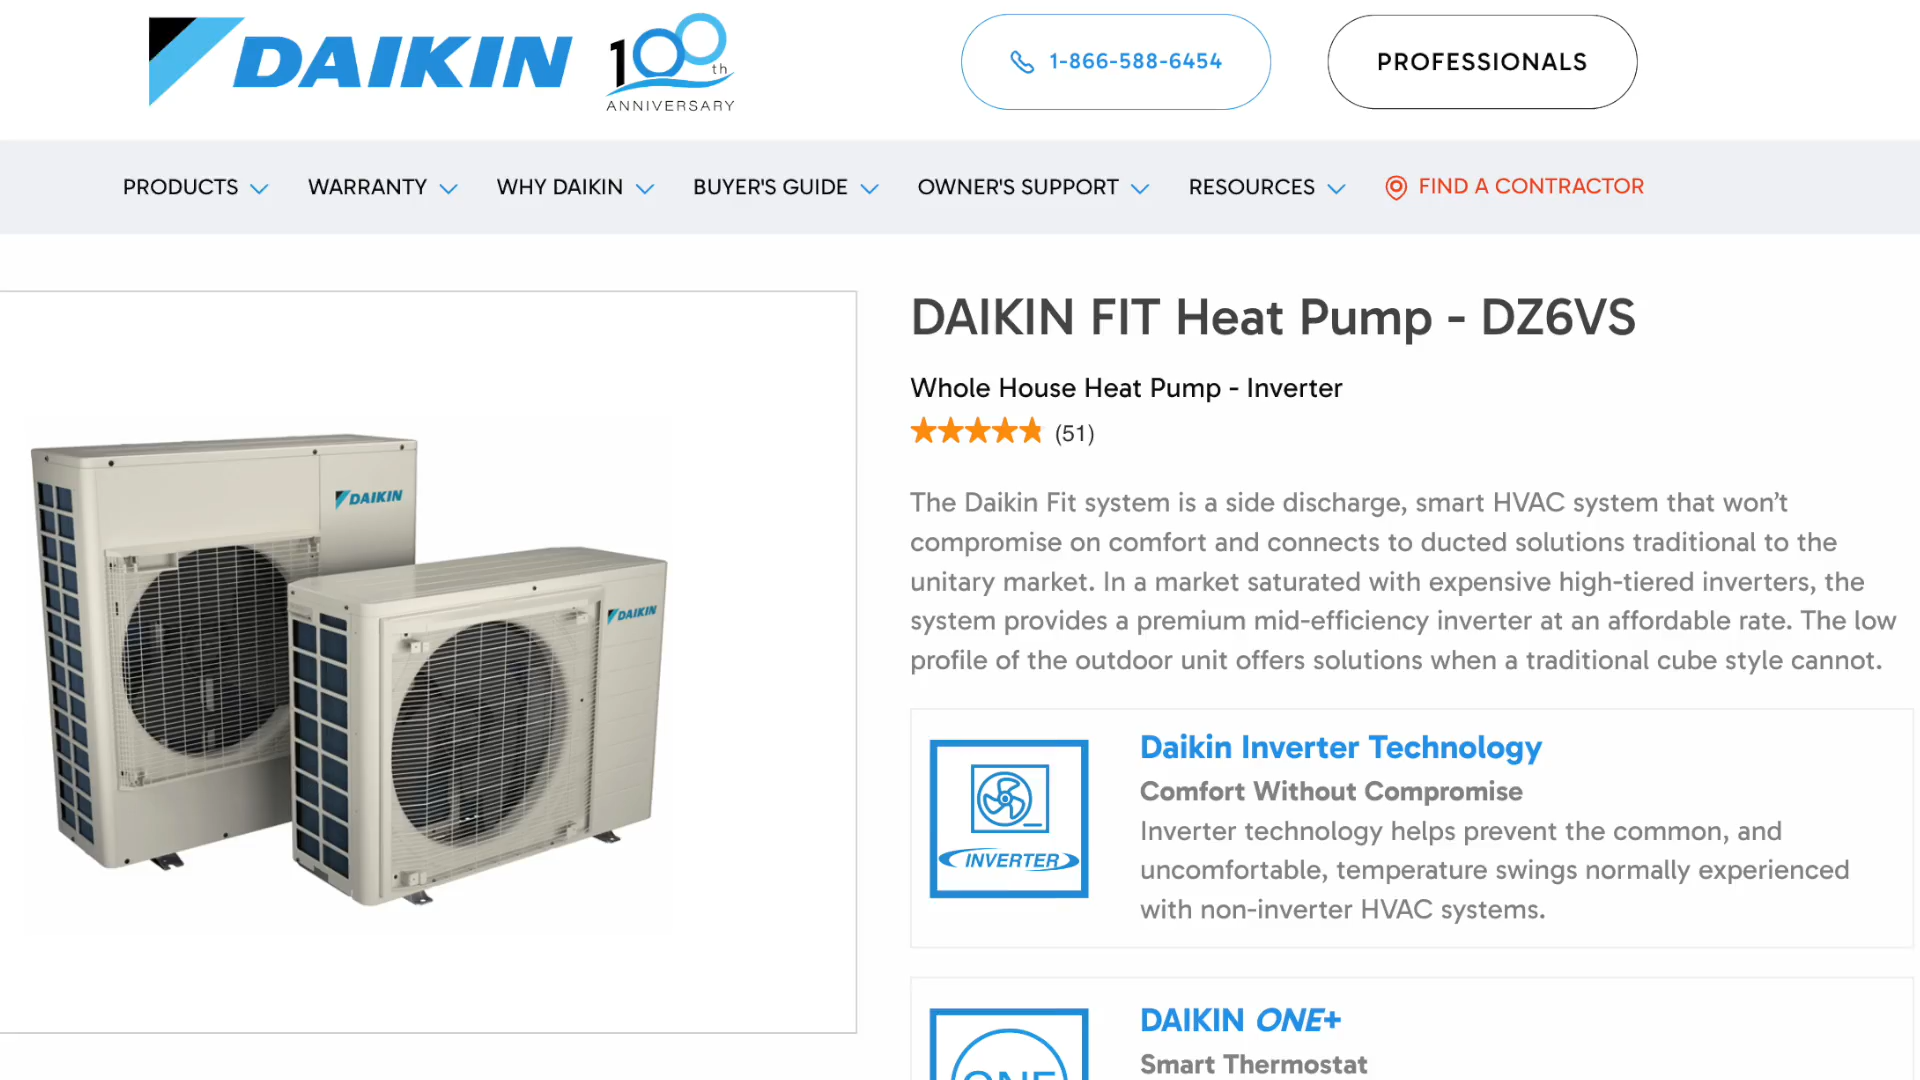 DAIKIN
100th
ANNIVERSARY
1-866-588-6454
PROFESSIONALS
PRODUCTS
WARRANTY
WHY DAIKIN
BUYER'S GUIDE
OWNER'S SUPPORT
RESOURCES
FIND A CONTRACTOR
DAIKIN
DAIKIN
DAIKIN FIT Heat Pump - DZ6VS
Whole House Heat Pump - Inverter
(51)
The Daikin Fit system is a side discharge, smart HVAC system that won’t
compromise on comfort and connects to ducted solutions traditional to the
unitary market. In a market saturated with expensive high-tiered inverters, the
system provides a premium mid-efficiency inverter at an affordable rate. The low
profile of the outdoor unit offers solutions when a traditional cube style cannot.
INVERTER
Daikin Inverter Technology
Comfort Without Compromise
Inverter technology helps prevent the common, and
uncomfortable, temperature swings normally experienced
with non-inverter HVAC systems.
ONE
DAIKIN ONE+
Smart Thermostat